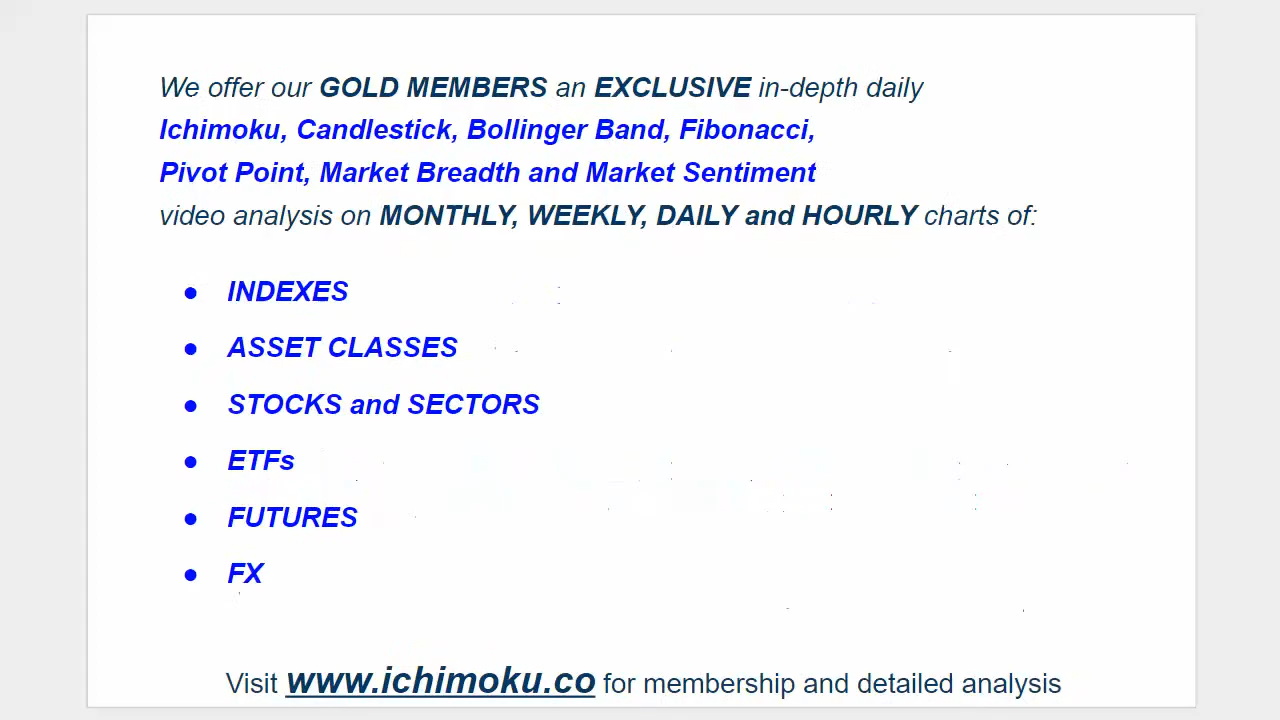 We offer our GOLD MEMBERS an EXCLUSIVE in-depth daily
Ichimoku, Candlestick, Bollinger Band, Fibonacci,
Pivot Point, Market Breadth and Market Sentiment
video analysis on MONTHLY, WEEKLY, DAILY and HOURLY charts of:
● INDEXES
● ASSET CLASSES
● STOCKS and SECTORS
● ETFs
● FUTURES
● FX
Visit www.ichimoku.co for membership and detailed analysis